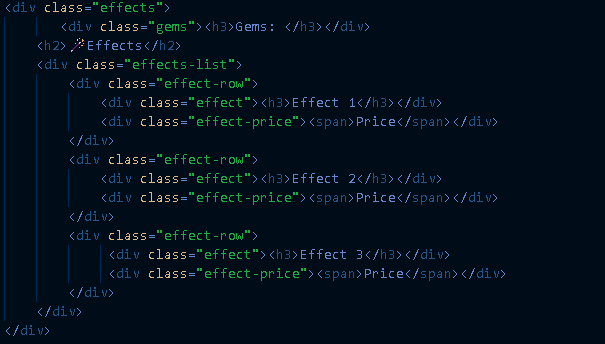 <div class="effects">
<div class="gems"><h3>Gems: </h3></div>
<h2>🪄Effects</h2>
<div class="effects-list">
<div class="effect-row">
<div class="effect"><h3>Effect 1</h3></div>
<div class="effect-price"><span>Price</span></div>
</div>
<div class="effect-row">
<div class="effect"><h3>Effect 2</h3></div>
<div class="effect-price"><span>Price</span></div>
</div>
<div class="effect-row">
<div class="effect"><h3>Effect 3</h3></div>
<div class="effect-price"><span>Price</span></div>
</div>
</div>
</div>